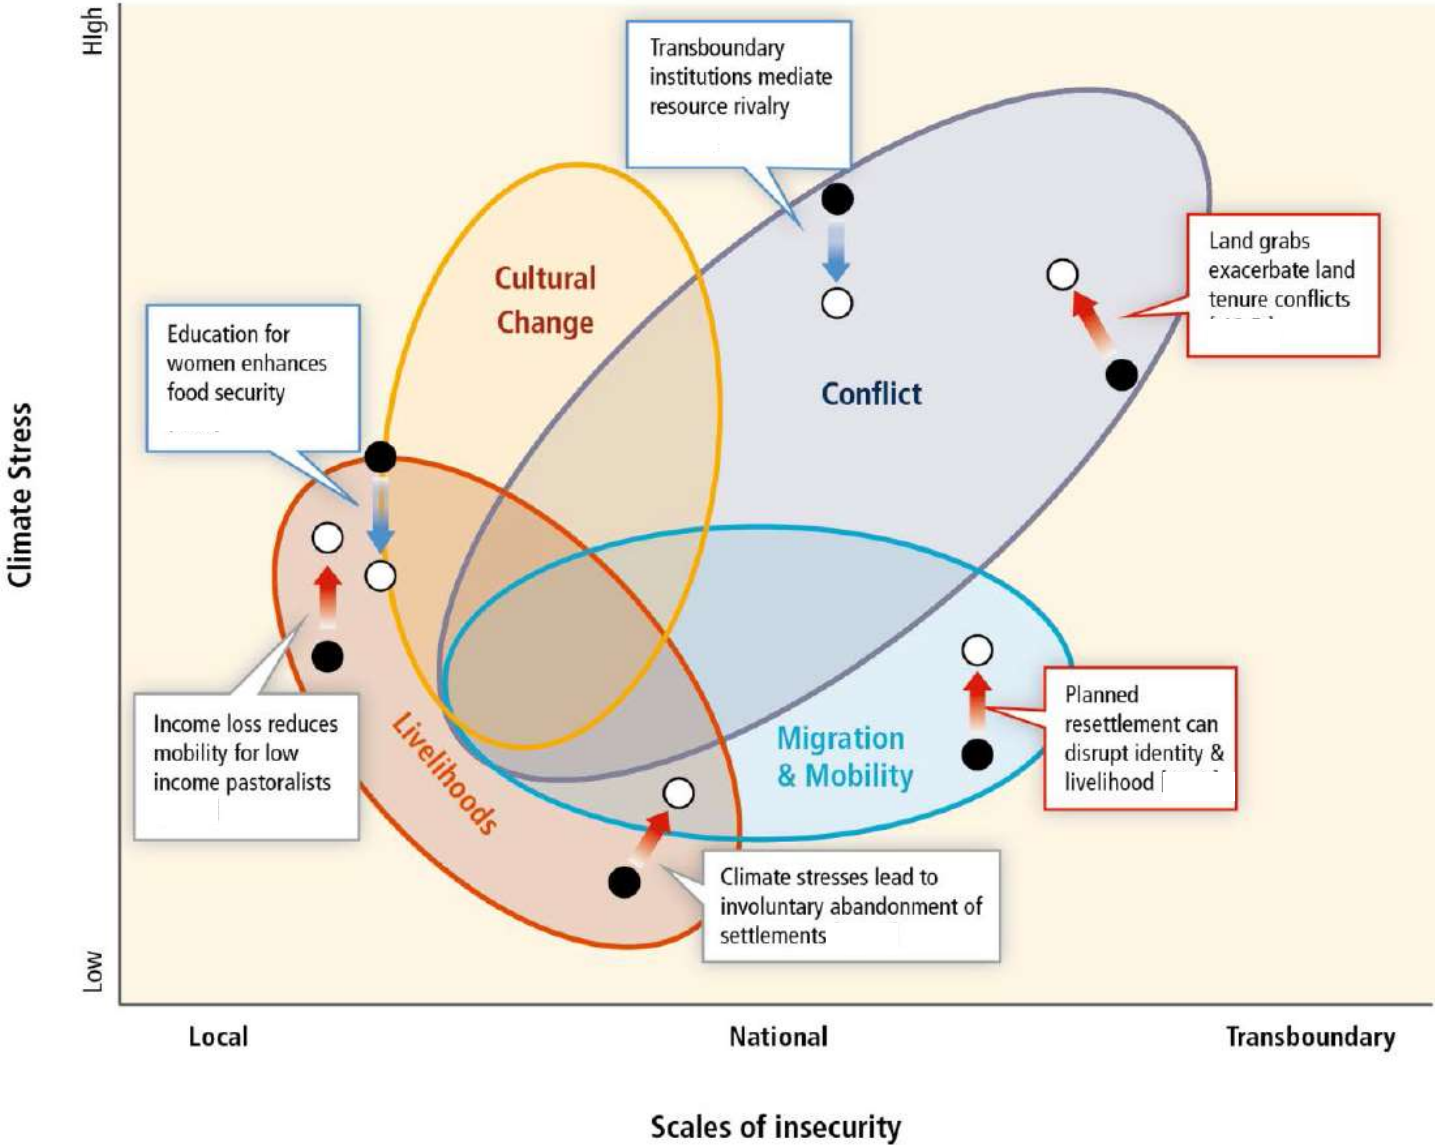 HIgh
Transboundary
institutions mediate
resource rivalry
Land grabs
exacerbate land
tenure conflicts
Cultural
Change
Education for
women enhances
food security
Conflict
Climate Stress
Income loss reduces
mobility for low
income pastoralists
Livelihoods
Migration
& Mobility
Planned
resettlement can
disrupt identity &
livelihood
Climate stresses lead to
involuntary abandonment of
settlements
Low
Local
National
Transboundary
Scales of insecurity